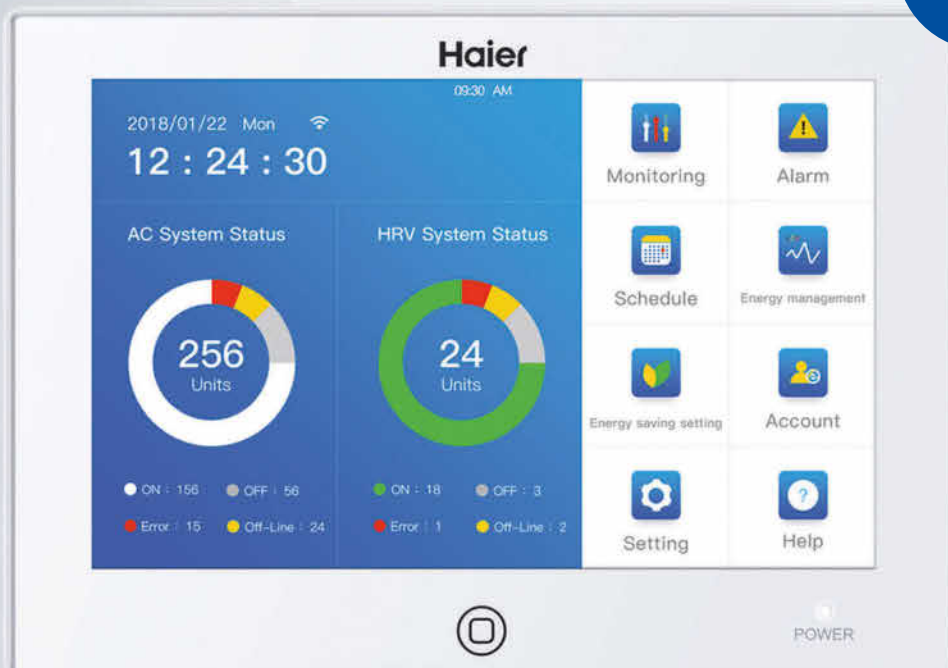 Haier
09:30 AM
2018/01/22 Mon
12 : 24 : 30
AC System Status
256
Units
ON : 156
OFF : 56
Error : 15
Off-Line : 24
HRV System Status
24
Units
ON : 18
OFF : 3
Error : 1
Off-Line : 2
Monitoring
Alarm
Schedule
Energy management
Energy saving setting
Account
Setting
Help
POWER